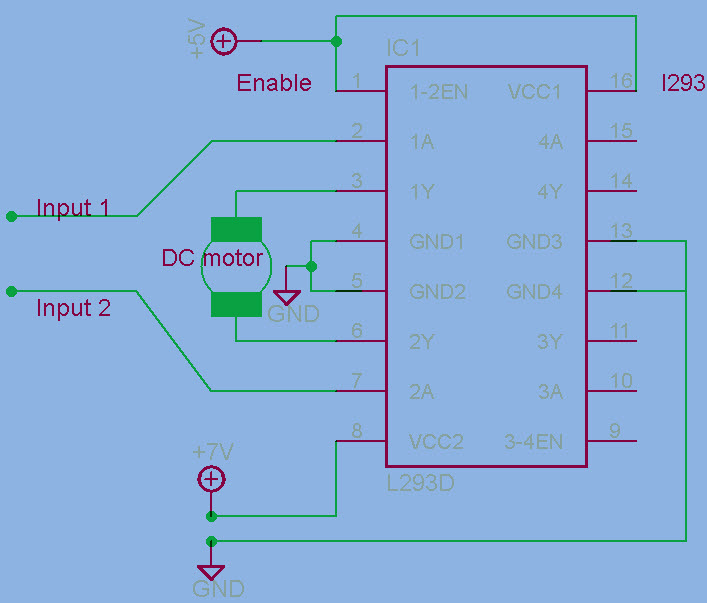 +5V
IC1
Enable
1
1-2EN
VCC1
16
I293
2
1A
4A
15
3
1Y
4Y
14
Input 1
4
GND1
GND3
13
DC motor
5
GND2
GND4
12
GND
Input 2
6
2Y
3Y
11
7
2A
3A
10
8
VCC2
3-4EN
9
+7V
L293D
GND